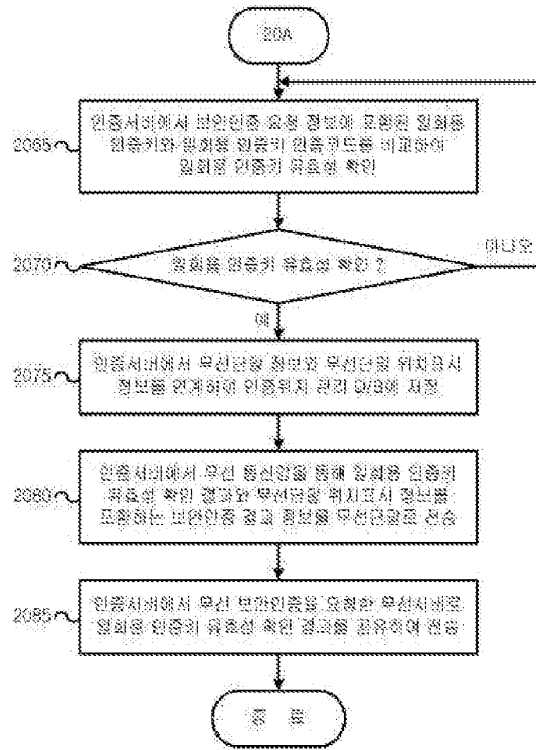 20A
인증서버에서 보안인증 요청 정보에 포함된 일회용
인증키와 일회용 인증키 인증코드를 비교하여
일회용 인증키 유효성 확인
2065
2070
일회용 인증키 유효성 확인 ?
아니오
예
2075
인증서버에서 무선단말 정보와 무선단말 위치표시
정보를 연계하여 인증위치 관리 D/B에 저장
2080
인증서버에서 무선 통신망을 통해 일회용 인증키
유효성 확인 결과와 무선단말 위치표시 정보를
포함하는 보안인증 결과 정보를 무선단말로 전송
2085
인증서버에서 무선 보안인증을 요청한 무선서버로
일회용 인증키 유효성 확인 결과를 공유하여 전송
종 료